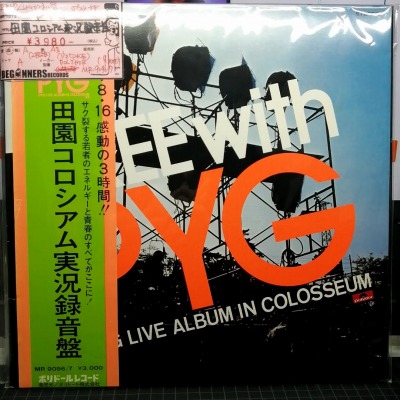 田園コロシアム実況録音盤
¥3980
BEGINNERS RECORDS
PYG
8・16 感動の3時間!!
サク裂する若者のエネルギーと青春のすべてがここに!
田園コロシアム実況録音盤
MR 9096/7 ¥3,000
ポリドールレコード
EE with
PYG
G LIVE ALBUM IN COLOSSEUM